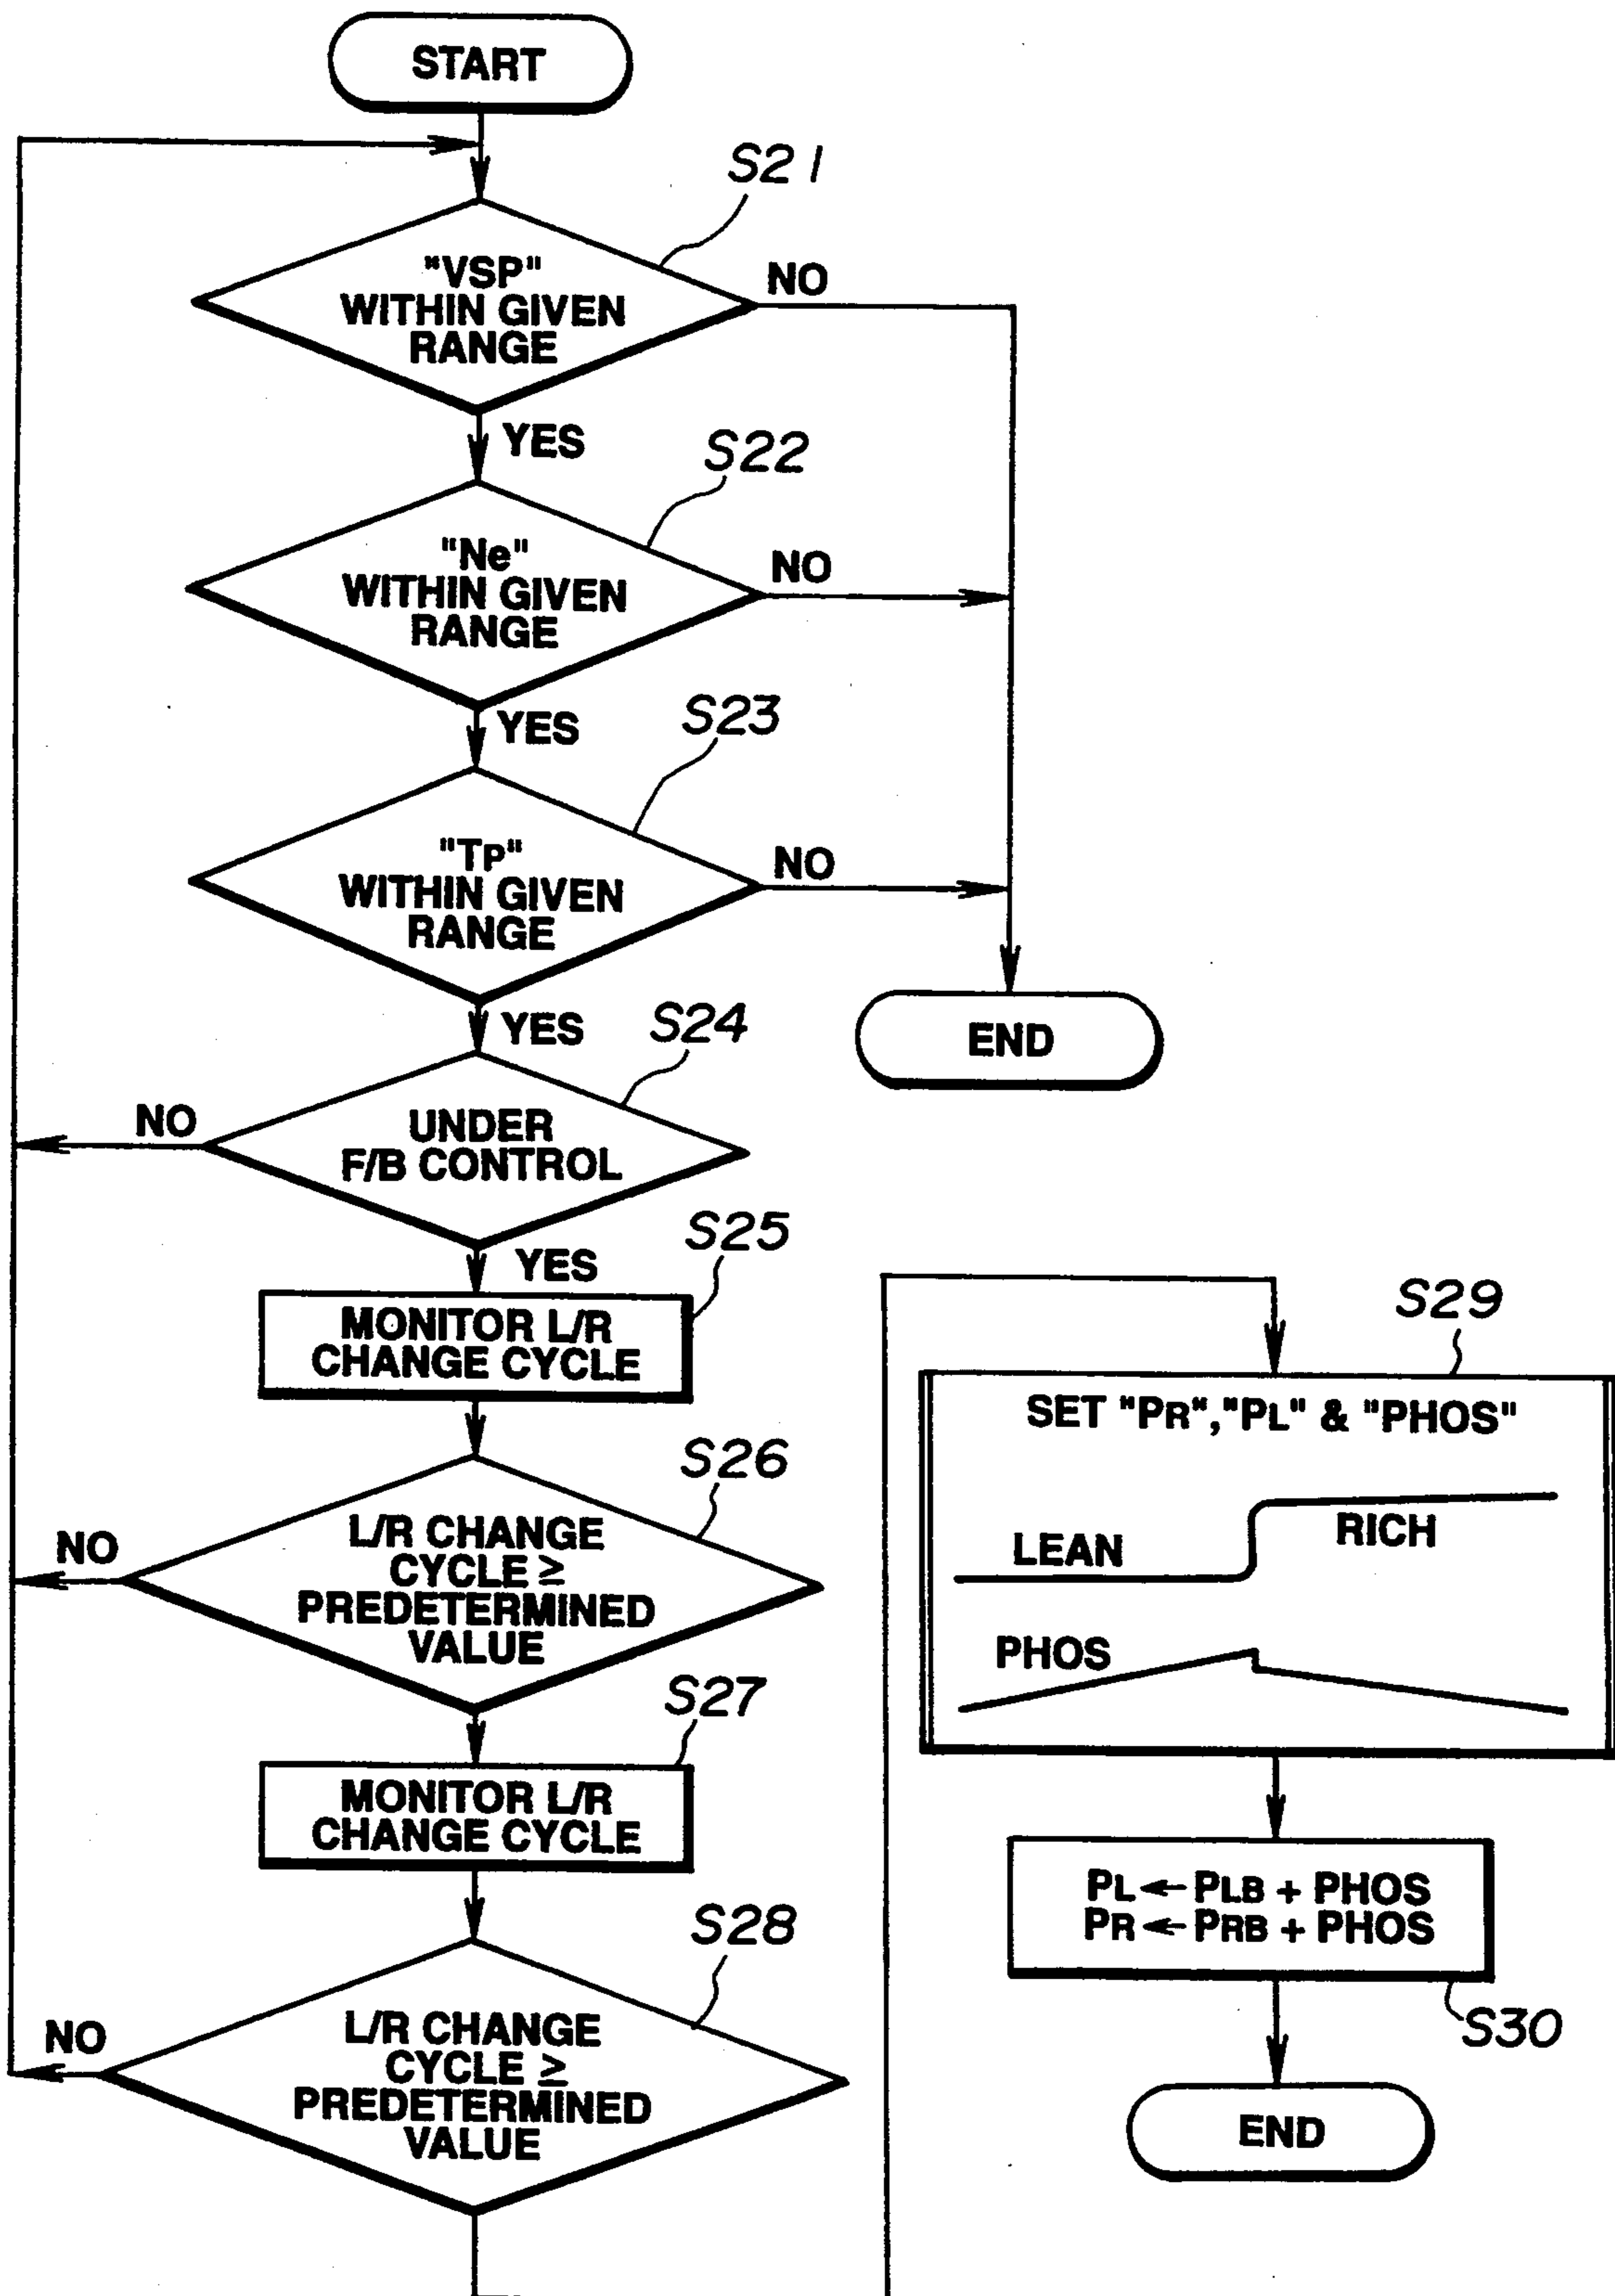 START
S21
"VSP"
WITHIN GIVEN
RANGE
NO
YES
S22
"Ne"
WITHIN GIVEN
RANGE
NO
YES
S23
"TP"
WITHIN GIVEN
RANGE
NO
YES
END
S24
UNDER
F/B CONTROL
NO
YES
S25
MONITOR L/R
CHANGE CYCLE
S26
L/R CHANGE
CYCLE ≥
PREDETERMINED
VALUE
NO
S27
MONITOR L/R
CHANGE CYCLE
S28
L/R CHANGE
CYCLE ≥
PREDETERMINED
VALUE
NO
S29
SET "PR", "PL" & "PHOS"
LEAN
RICH
PHOS
PL ← PLB + PHOS
PR ← PRB + PHOS
S30
END